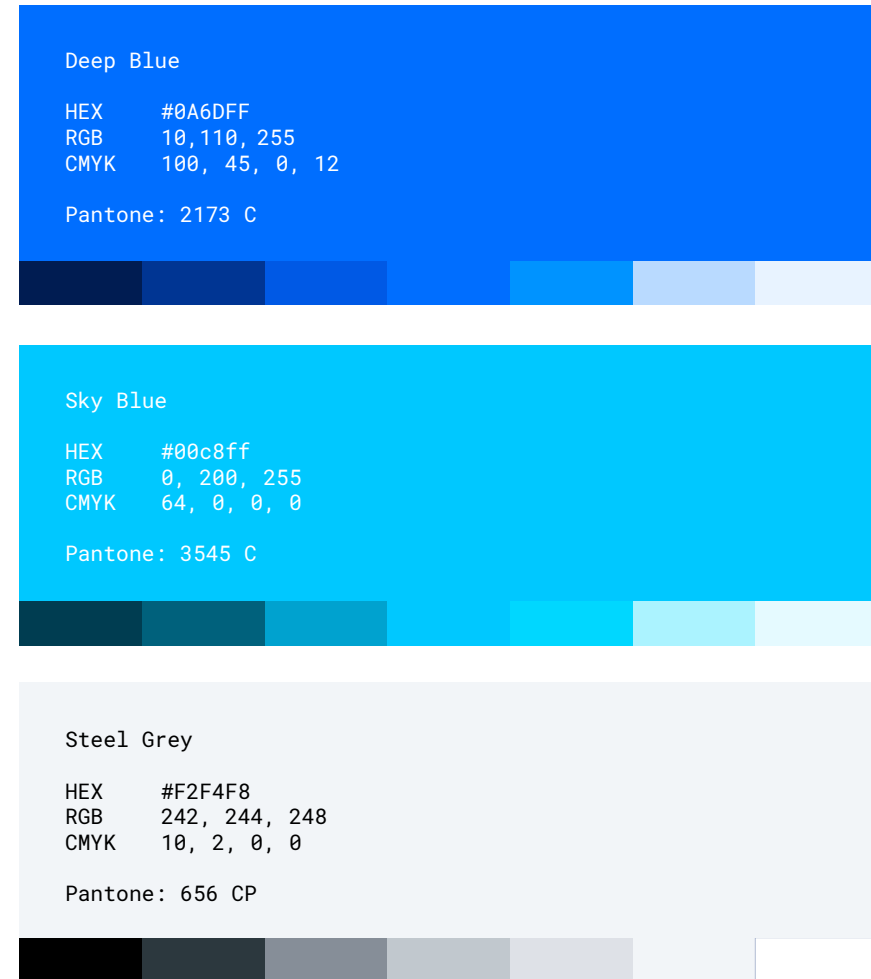 Deep Blue
HEX #0A6DFF
RGB 10,110, 255
CMYK 100, 45, 0, 12
Pantone: 2173 C
Sky Blue
HEX #00c8ff
RGB 0, 200, 255
CMYK 64, 0, 0, 0
Pantone: 3545 C
Steel Grey
HEX #F2F4F8
RGB 242, 244, 248
CMYK 10, 2, 0, 0
Pantone: 656 CP